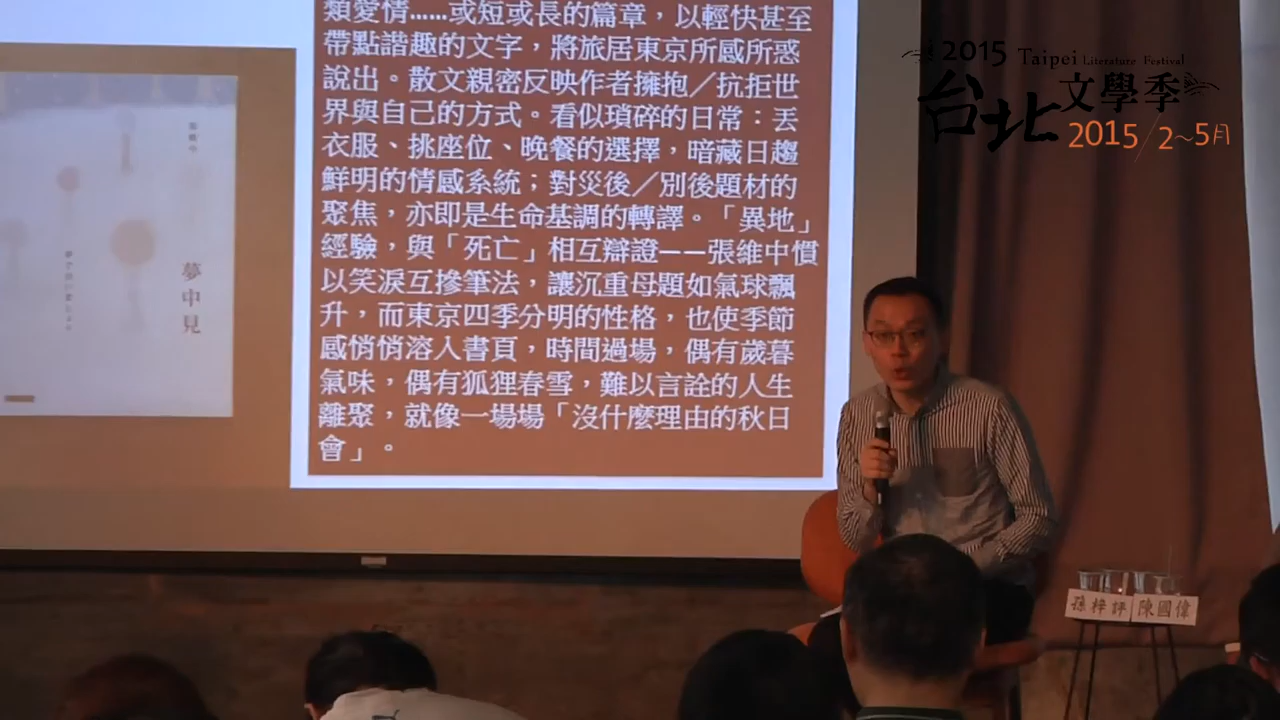 類愛情……或短或長的篇章，以輕快甚至
帶點諧趣的文字，將旅居東京所感所惑
說出。散文親密反映作者擁抱／抗拒世
界與自己的方式。看似瑣碎的日常：丟
衣服、挑座位、晚餐的選擇，暗藏日趨
鮮明的情感系統；對災後／別後題材的
聚焦，亦即是生命基調的轉譯。「異地」
經驗，與「死亡」相互辯證——張維中慣
以笑淚互摻筆法，讓沉重母題如氣球飄
升，而東京四季分明的性格，也使季節
感悄悄溶入書頁，時間過場，偶有歲暮
氣味，偶有狐狸春雪，難以言詮的人生
離聚，就像一場場「沒什麼理由的秋日
會」。
夢中見
2015 Taipei Literature Festival
台北文學季
2015/2~5月
孫梓評 陳國偉